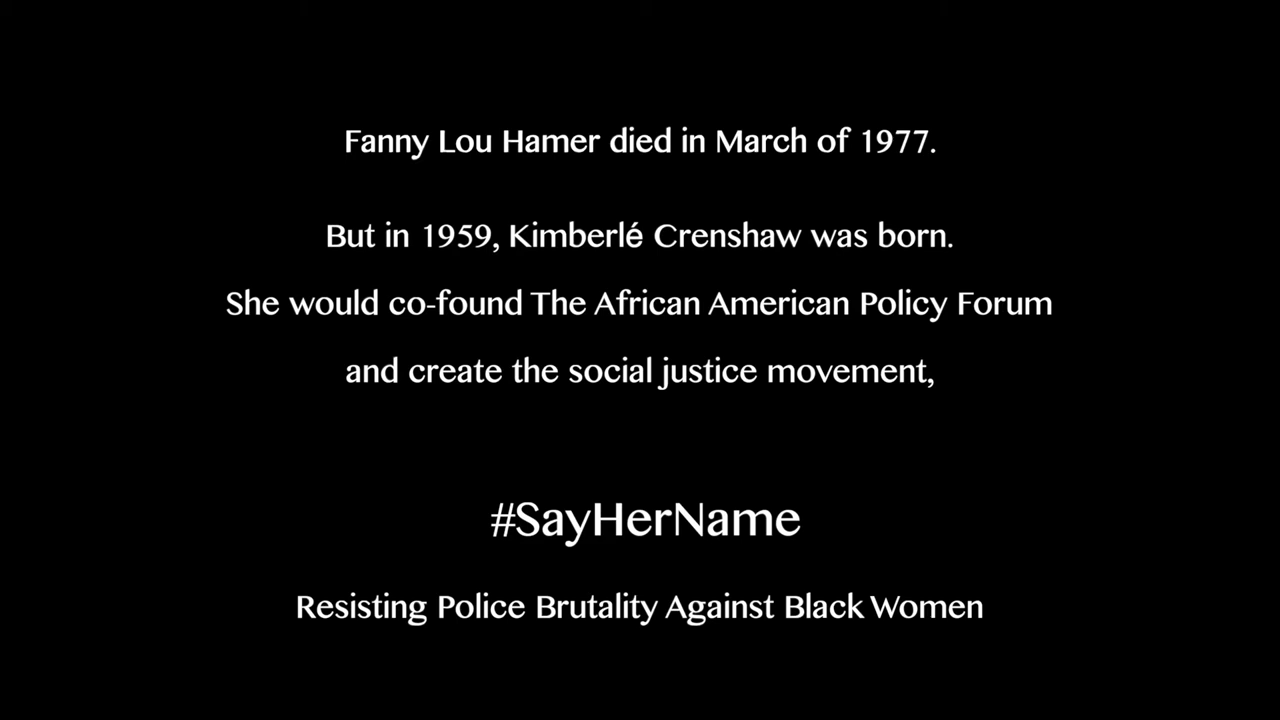 Fanny Lou Hamer died in March of 1977.
But in 1959, Kimberlé Crenshaw was born.
She would co-found The African American Policy Forum
and create the social justice movement,
#SayHerName
Resisting Police Brutality Against Black Women